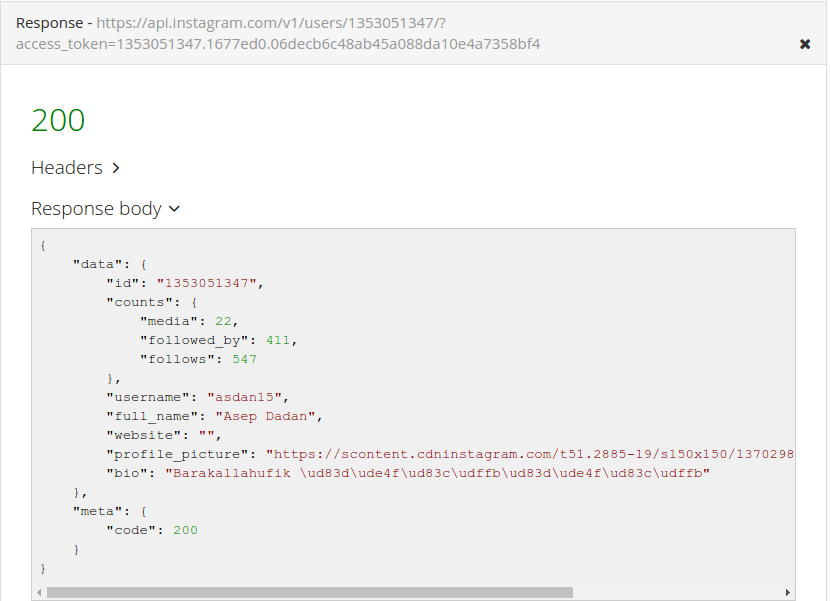 Response - https://api.instagram.com/v1/users/1353051347/?
access_token=1353051347.1677ed0.06decb6c48ab45a088da10e4a7358bf4
200
Headers
Response body
{
"data": {
"id": "1353051347",
"counts": {
"media": 22,
"followed_by": 411,
"follows": 547
},
"username": "asdan15",
"full_name": "Asep Dadan",
"website": "",
"profile_picture": "https://scontent.cdninstagram.com/t51.2885-19/s150x150/1370298
"bio": "Barakallahufik \ud83d\ude4f\ud83c\udffb\ud83d\ude4f\ud83c\udffb"
},
"meta": {
"code": 200
}
}